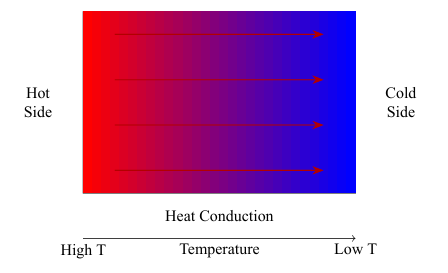 Hot
Side
Cold
Side
Heat Conduction
High T
Temperature
Low T